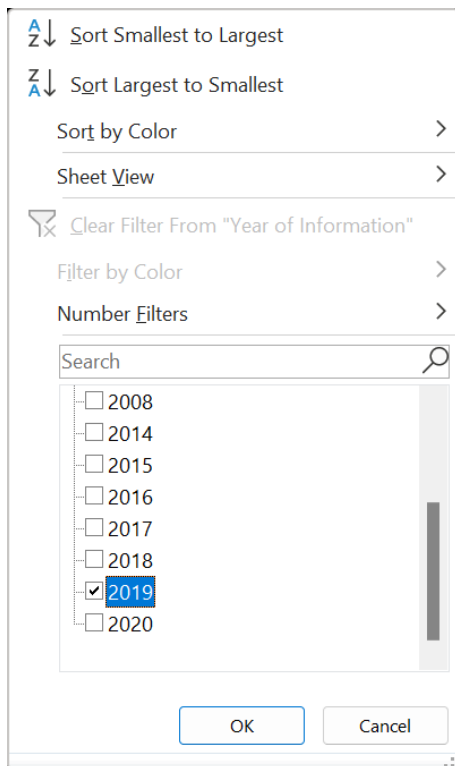 Sort Smallest to Largest
Sort Largest to Smallest
Sort by Color
Sheet View
Clear Filter From "Year of Information"
Filter by Color
Number Filters
Search
2008
2014
2015
2016
2017
2018
2019
2020
OK Cancel